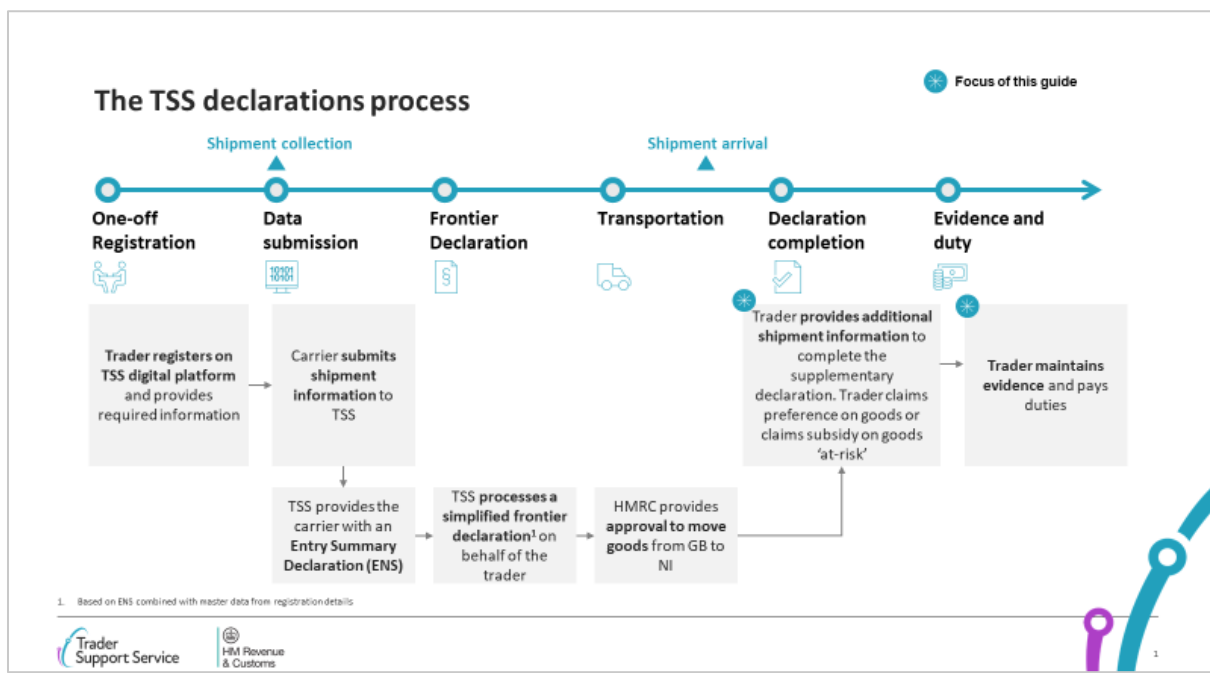 Focus of this guide
The TSS declarations process
Shipment collection
Shipment arrival
One-off
Registration
Data
submission
Frontier
Declaration
Transportation
Declaration
completion
Evidence and
duty
10101
10101
§
Trader registers on
TSS digital platform
and provides
required information
Carrier submits
shipment
information to
TSS
Trader provides additional
shipment information to
complete the
supplementary
declaration. Trader claims
preference on goods or
claims subsidy on goods
‘at-risk’
Trader maintains
evidence and pays
duties
TSS provides the
carrier with an
Entry Summary
Declaration (ENS)
TSS processes a
simplified frontier
declaration¹ on
behalf of the
trader
HMRC provides
approval to move
goods from GB to
NI
1. Based on ENS combined with master data from registration details
Trader
Support Service
HM Revenue
& Customs
1